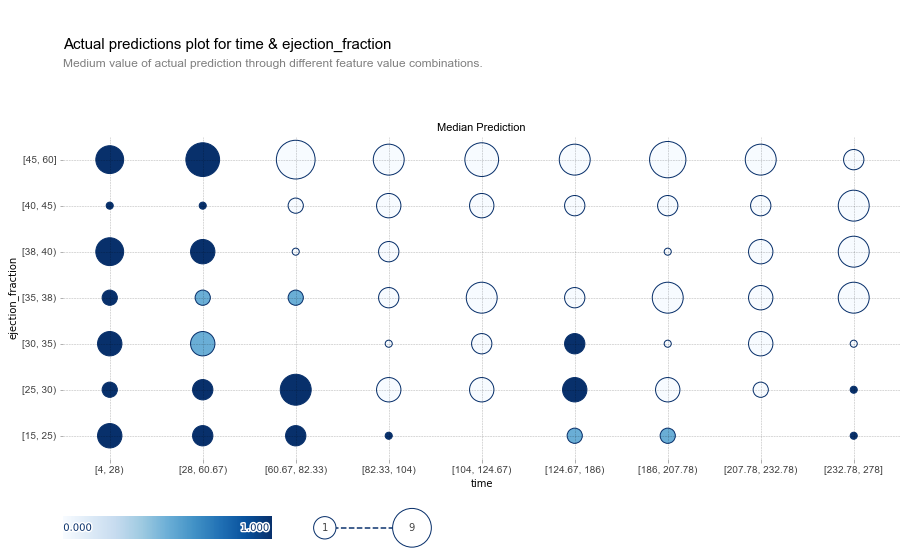 Actual predictions plot for time & ejection_fraction
Medium value of actual prediction through different feature value combinations.
Median Prediction
[45, 60]
[40, 45)
[38, 40)
[35, 38)
[30, 35)
[25, 30)
[15, 25)
ejection_fraction
[4, 28) [28, 60.67) [60.67, 82.33) [82.33, 104) [104, 124.67) [124.67, 186) [186, 207.78) [207.78, 232.78) [232.78, 278]
time
0.000 1.000 1 9